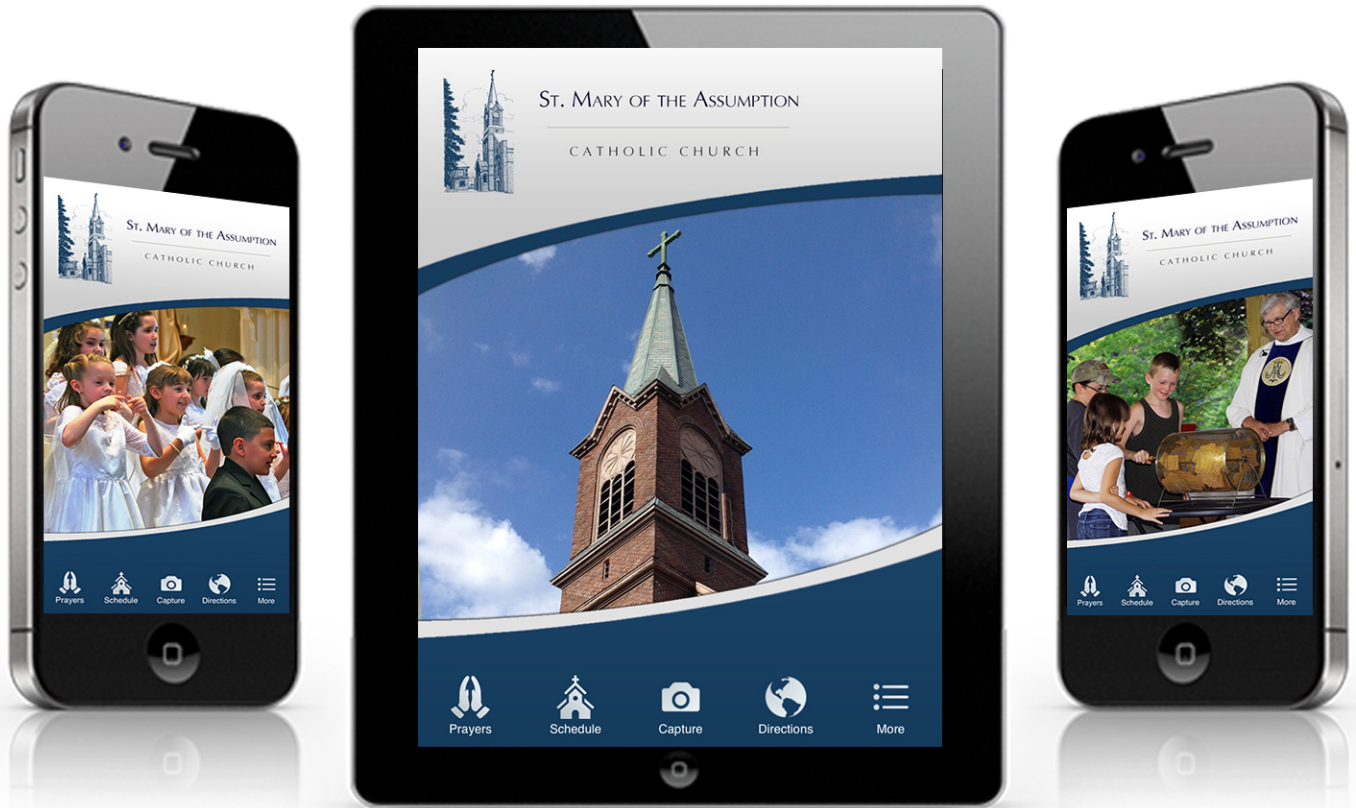 St. Mary of the Assumption
CATHOLIC CHURCH
Prayers
Schedule
Capture
Directions
More
St. Mary of the Assumption
CATHOLIC CHURCH
Prayers
Schedule
Capture
Directions
More
St. Mary of the Assumption
CATHOLIC CHURCH
Prayers
Schedule
Capture
Directions
More